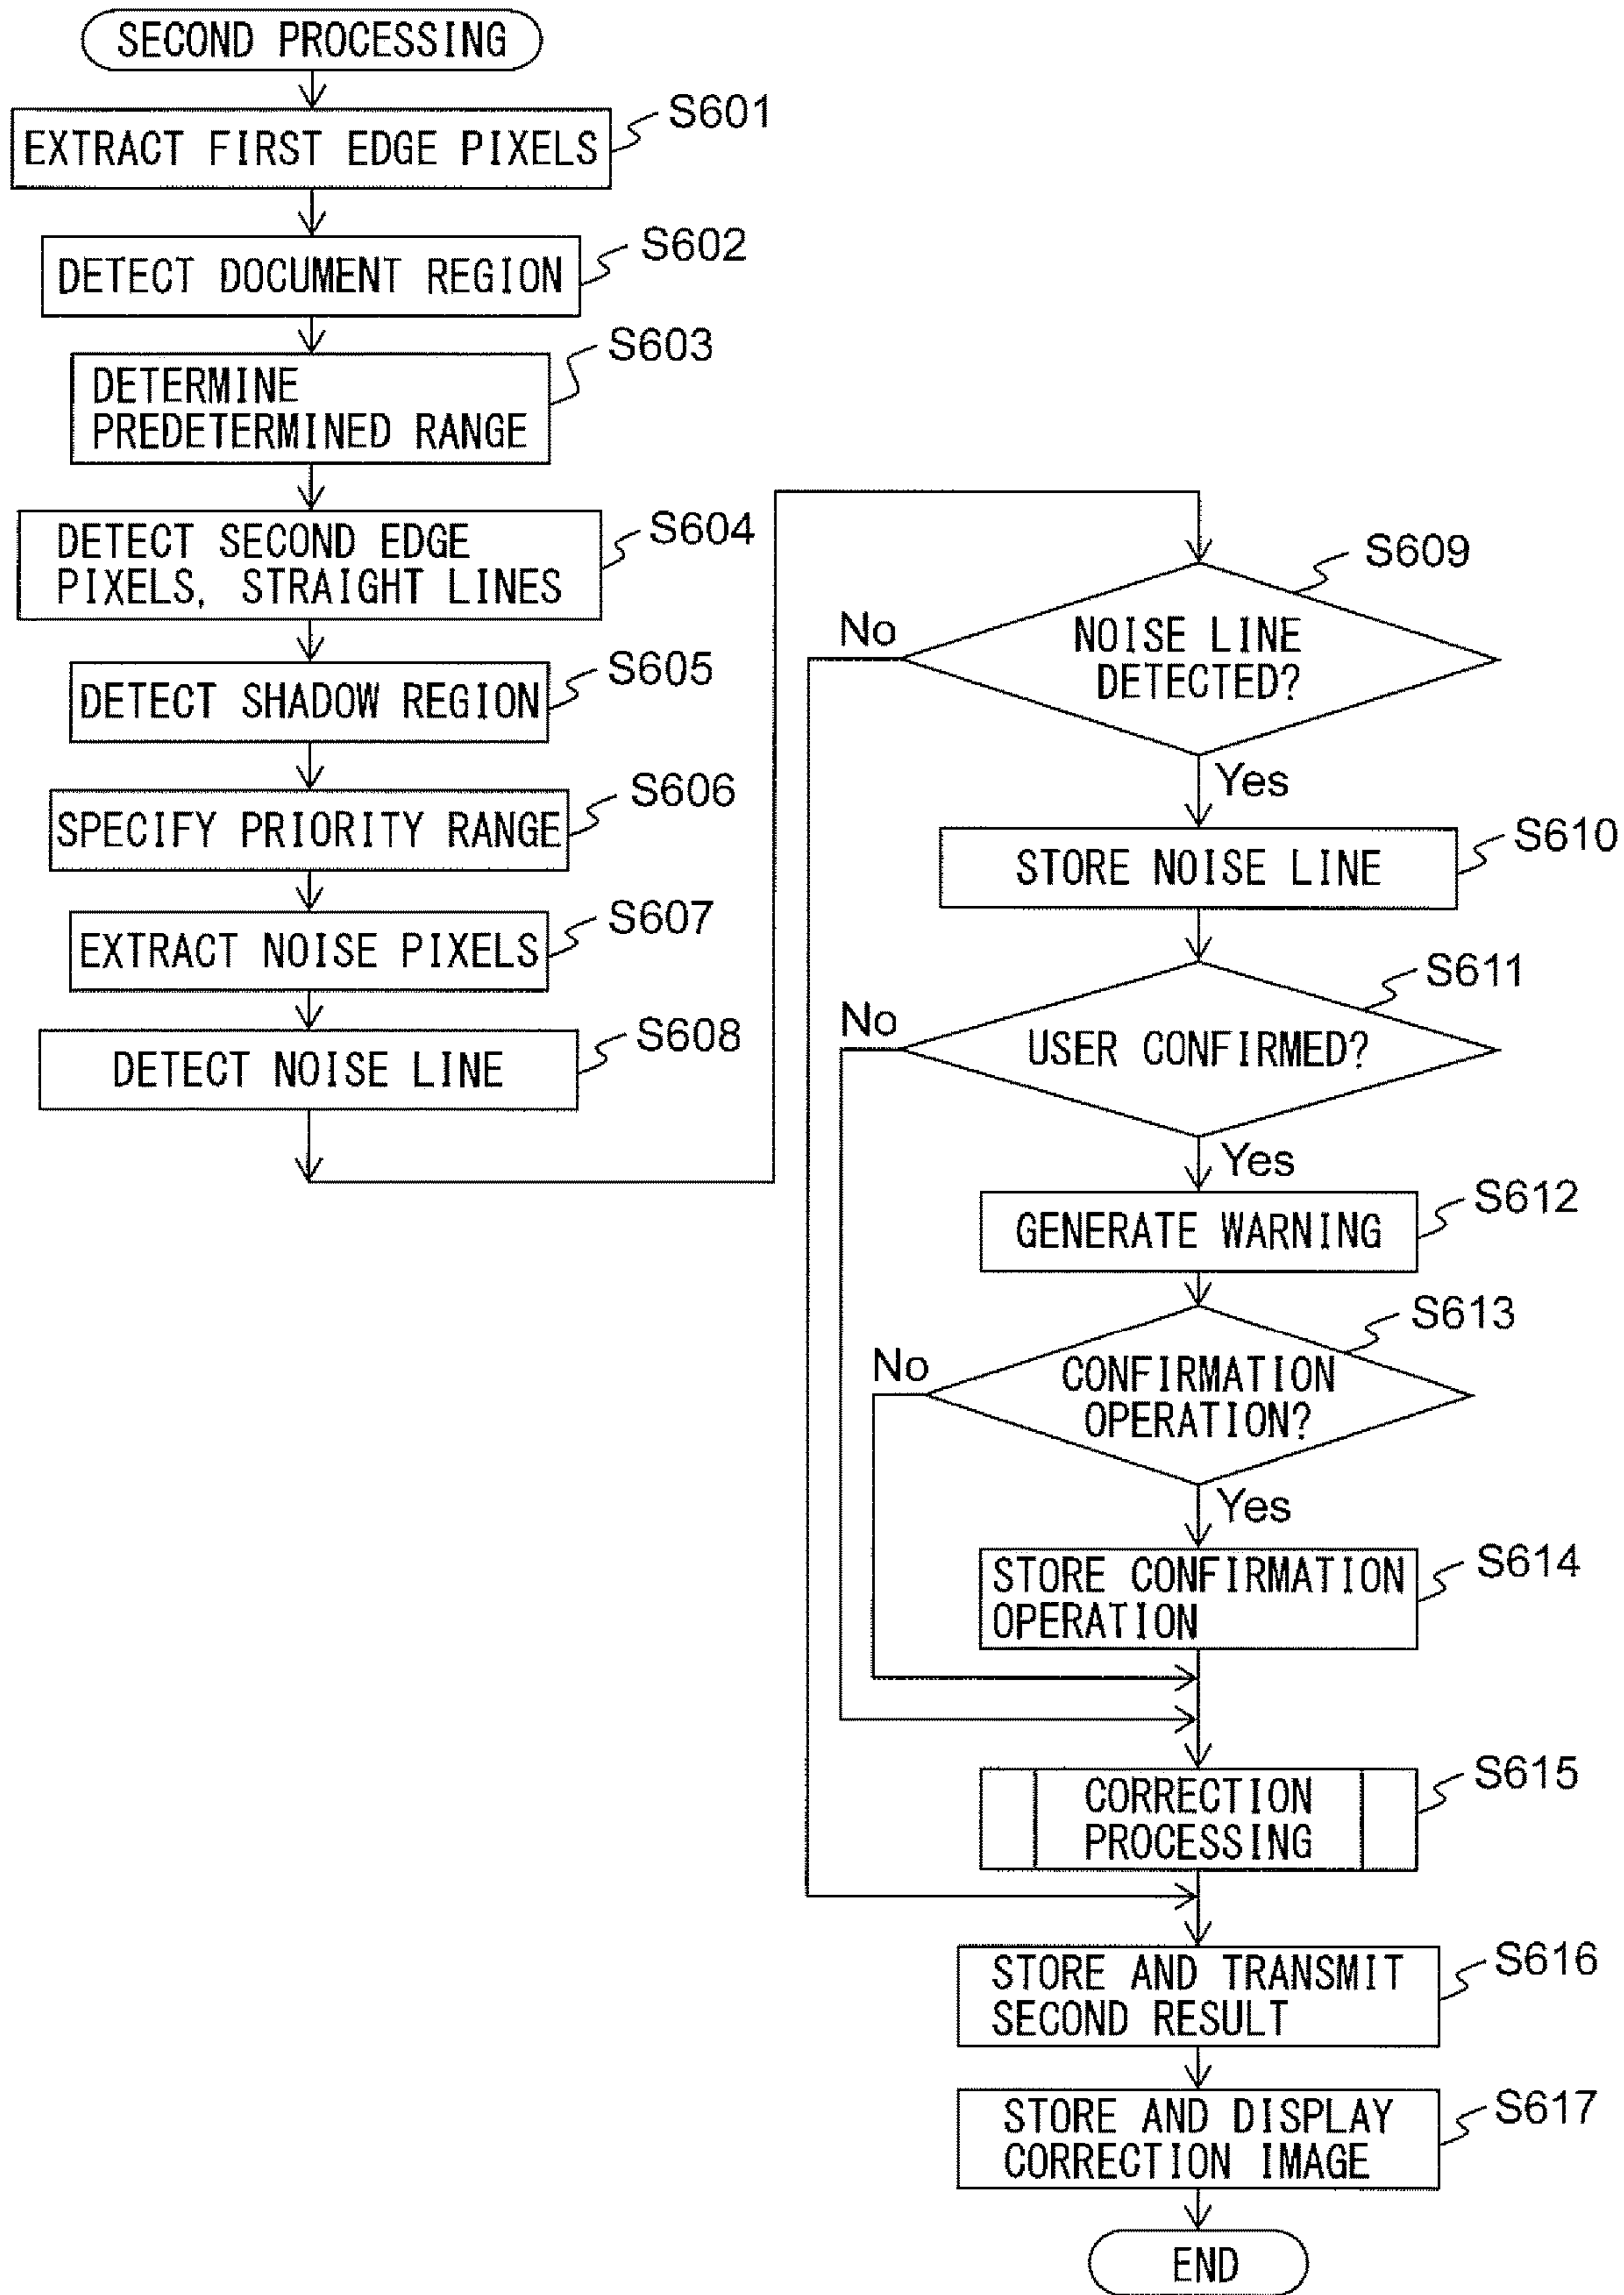 SECOND PROCESSING
EXTRACT FIRST EDGE PIXELS
S601
DETECT DOCUMENT REGION
S602
DETERMINE
PREDETERMINED RANGE
S603
DETECT SECOND EDGE
PIXELS, STRAIGHT LINES
S604
DETECT SHADOW REGION
S605
SPECIFY PRIORITY RANGE
S606
EXTRACT NOISE PIXELS
S607
DETECT NOISE LINE
S608
NOISE LINE
DETECTED?
S609
No
Yes
STORE NOISE LINE
S610
USER CONFIRMED?
S611
No
Yes
GENERATE WARNING
S612
CONFIRMATION
OPERATION?
S613
No
Yes
STORE CONFIRMATION
OPERATION
S614
CORRECTION
PROCESSING
S615
STORE AND TRANSMIT
SECOND RESULT
S616
STORE AND DISPLAY
CORRECTION IMAGE
S617
END